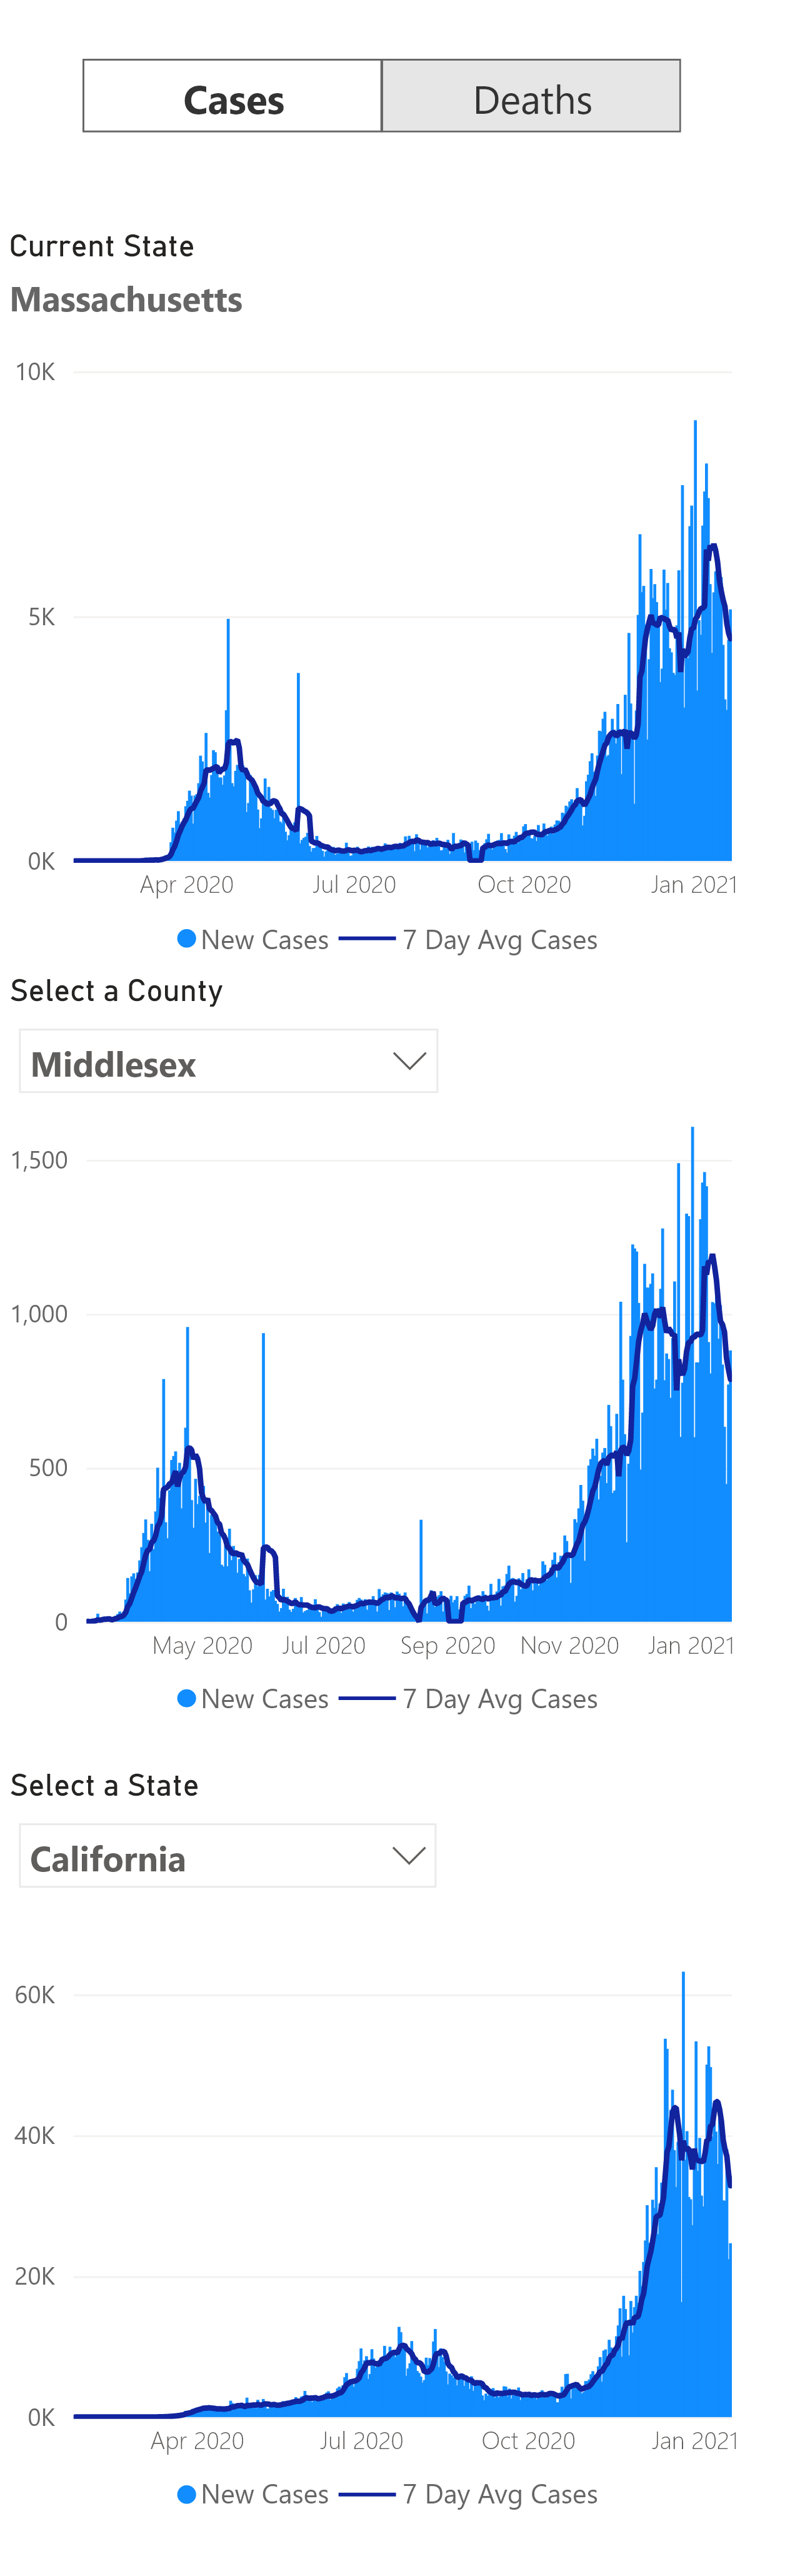 Cases Deaths
Current State
Massachusetts
10K
5K
0K
Apr 2020 Jul 2020 Oct 2020 Jan 2021
New Cases 7 Day Avg Cases
Select a County
Middlesex
1,500
1,000
500
0
May 2020 Jul 2020 Sep 2020 Nov 2020 Jan 2021
New Cases 7 Day Avg Cases
Select a State
California
60K
40K
20K
0K
Apr 2020 Jul 2020 Oct 2020 Jan 2021
New Cases 7 Day Avg Cases